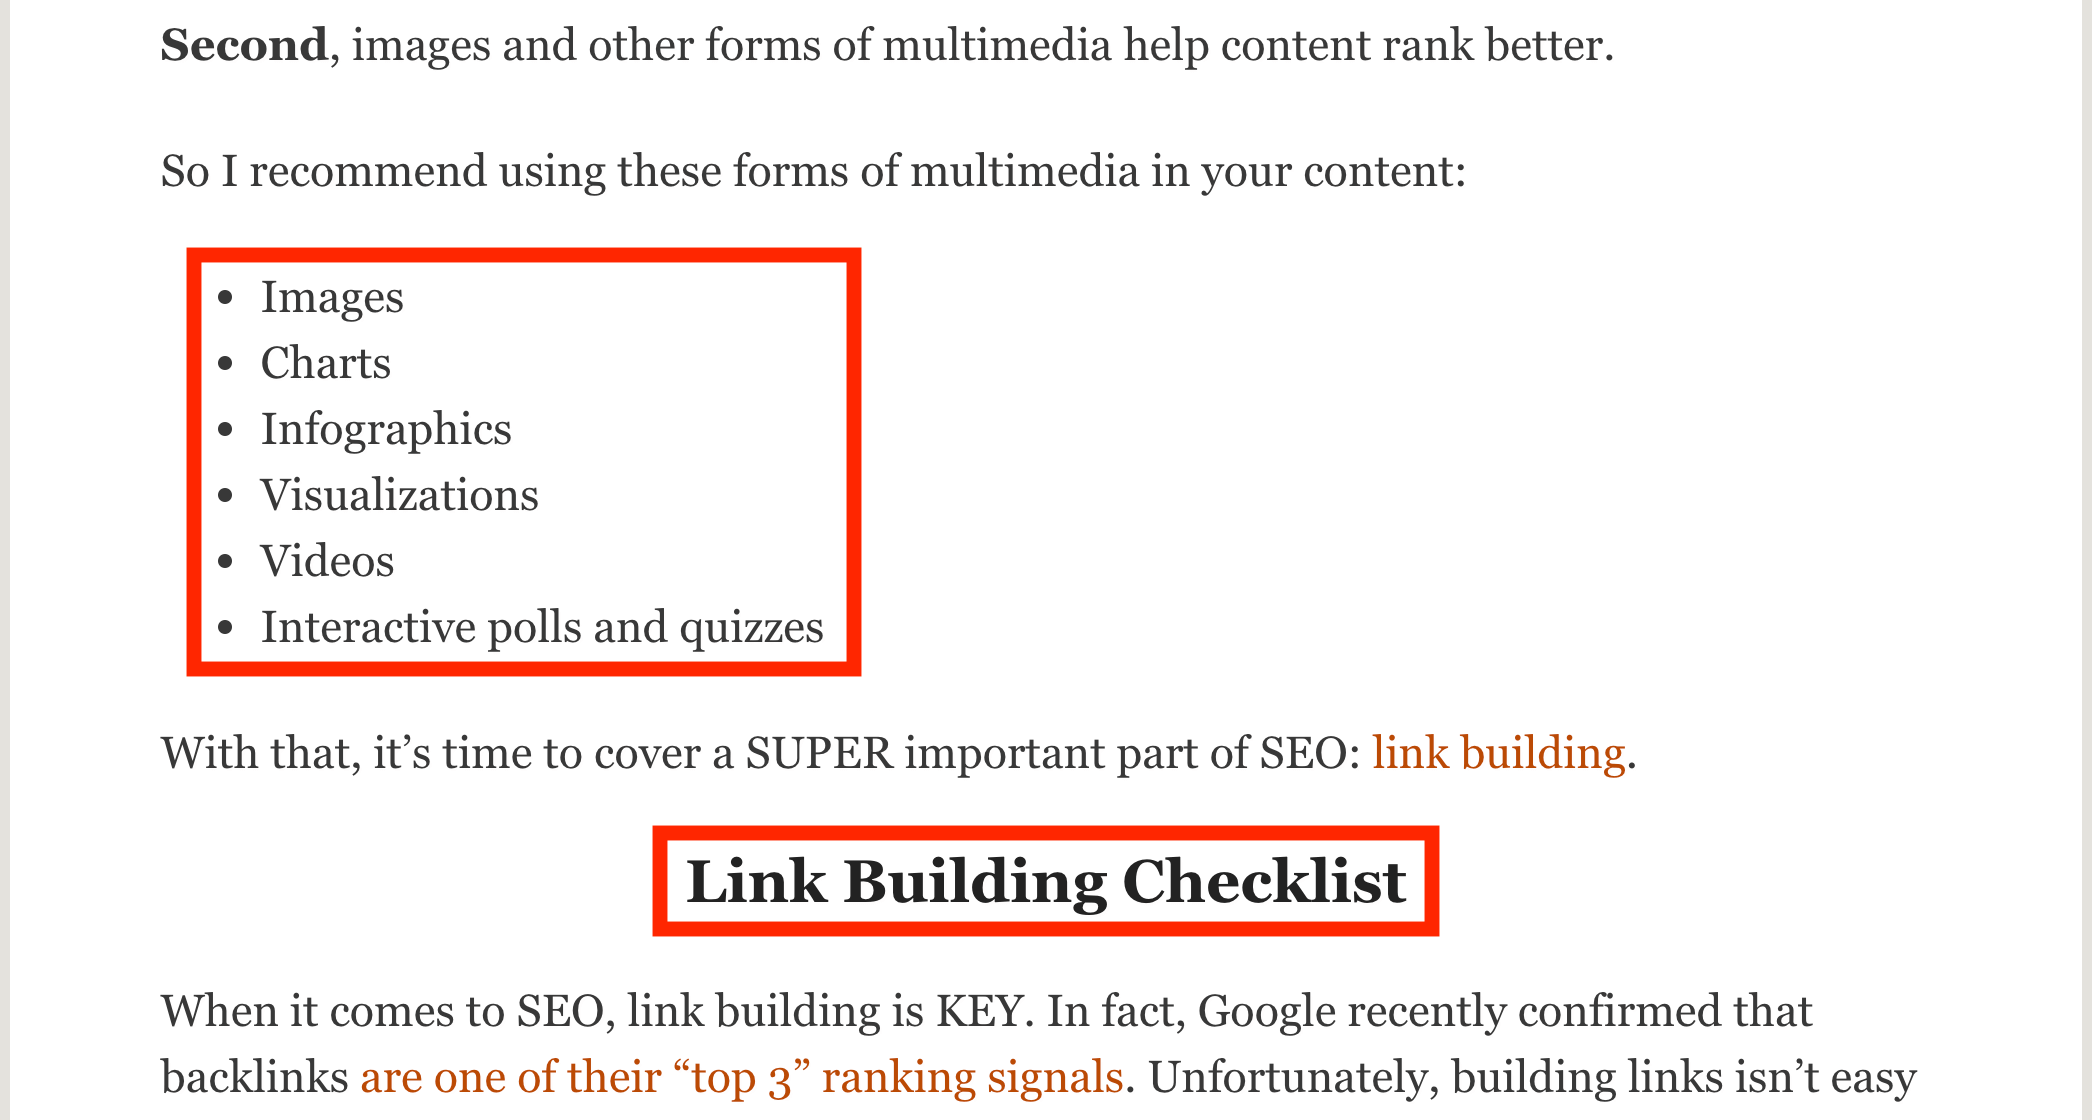 Second, images and other forms of multimedia help content rank better.
So I recommend using these forms of multimedia in your content:
• Images
• Charts
• Infographics
• Visualizations
• Videos
• Interactive polls and quizzes
With that, it’s time to cover a SUPER important part of SEO: link building.
Link Building Checklist
When it comes to SEO, link building is KEY. In fact, Google recently confirmed that
backlinks are one of their “top 3” ranking signals. Unfortunately, building links isn’t easy